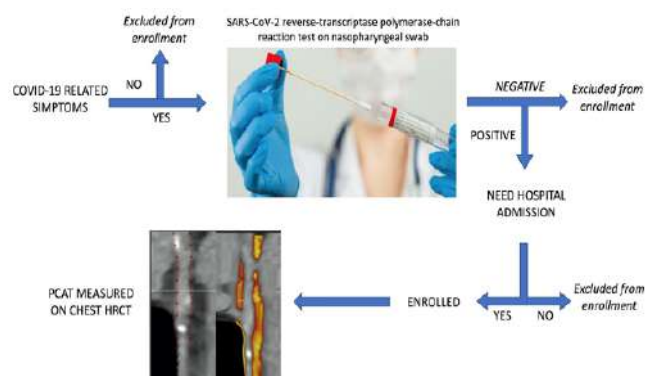 Excluded from
enrollment
SARS-CoV-2 reverse-transcriptase polymerase-chain
reaction test on nasopharyngeal swab
COVID-19 RELATED
SIMPTOMS
NO
YES
NEGATIVE
Excluded from
enrollment
POSITIVE
NEED HOSPITAL
ADMISSION
PCAT MEASURED
ON CHEST HRCT
ENROLLED
YES
NO
Excluded from
enrollment